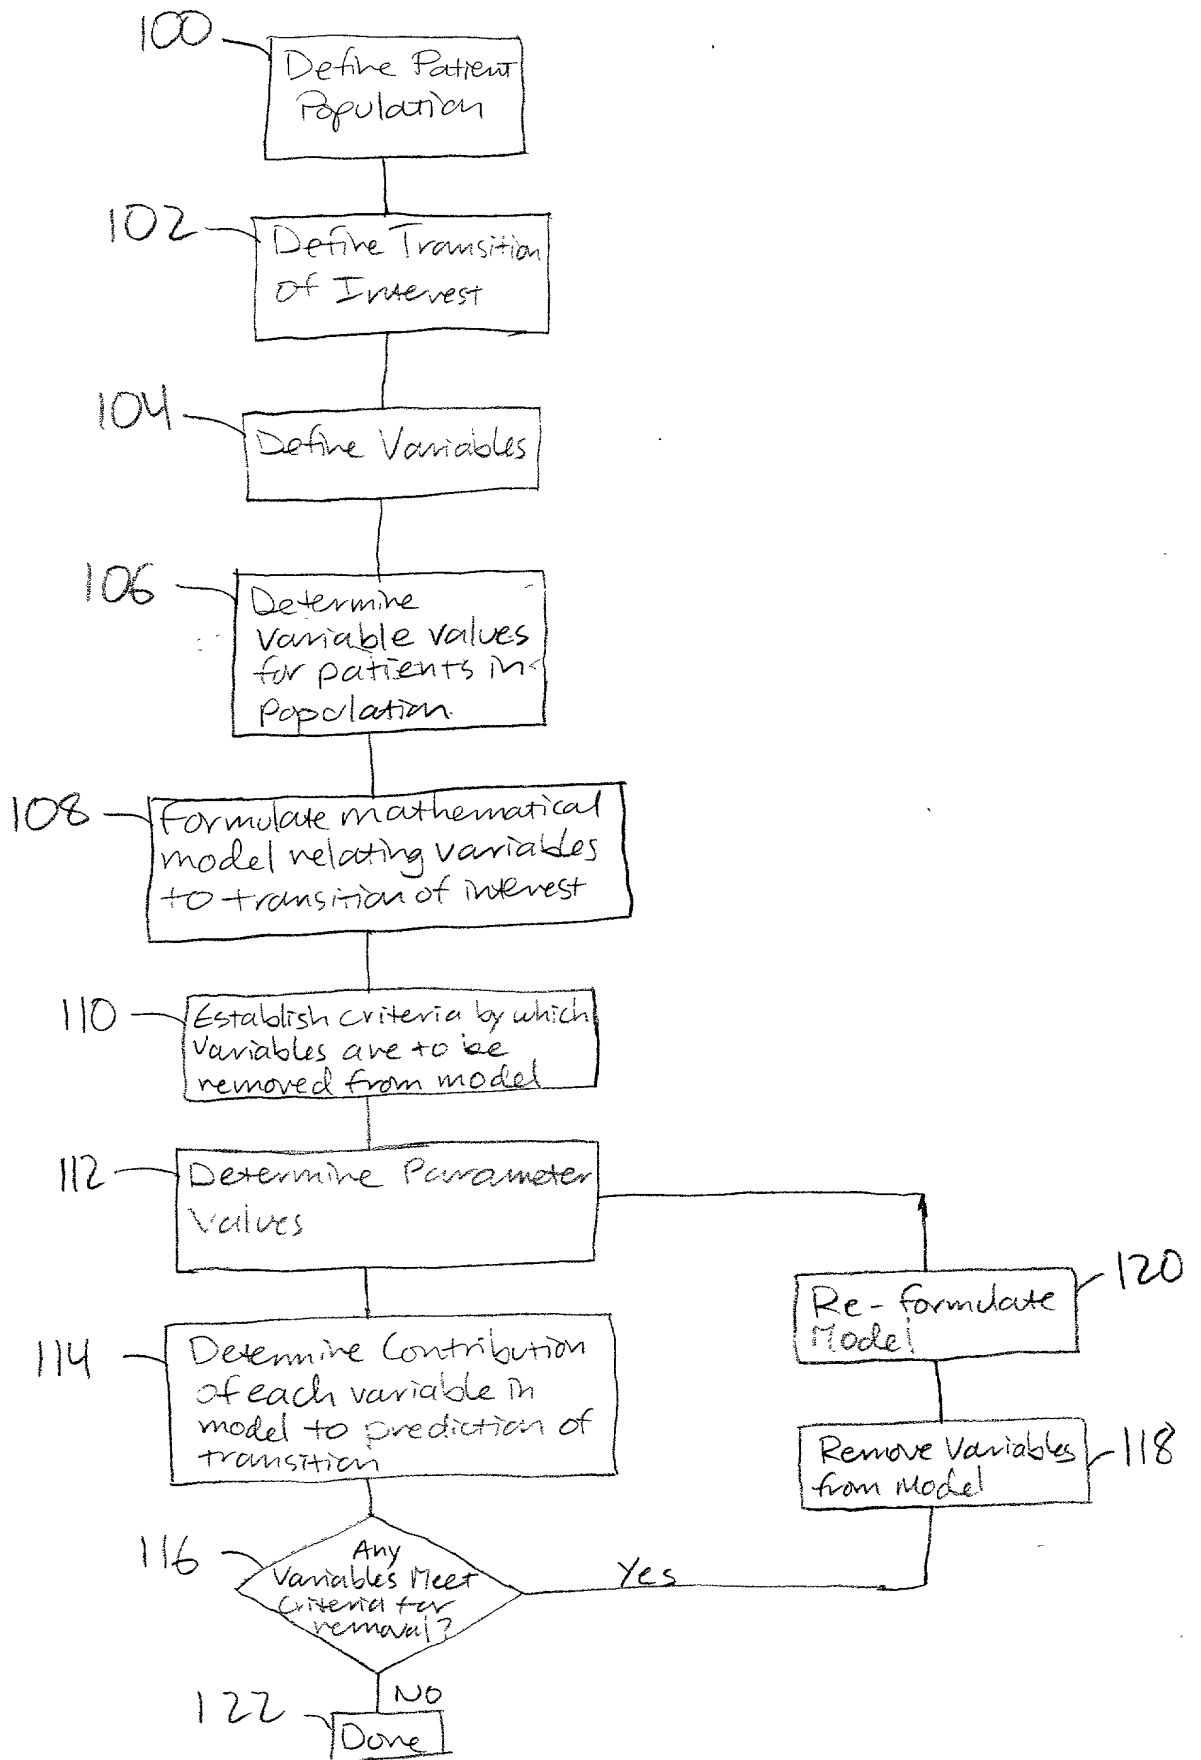 100
Define Patient
Population
102
Define Transition
of Interest
104
Define Variables
106
Determine
variable values
for patients in
Population
108
Formulate mathematical
model relating variables
to transition of interest
110
Establish criteria by which
variables are to be
removed from model
112
Determine Parameter
Values
114
Determine Contribution
of each variable in
model to prediction of
transition
116
Any
Variables Meet
Criteria for
removal?
Yes
118
Remove Variables
from Model
120
Re-formulate
Model
NO
122
Done